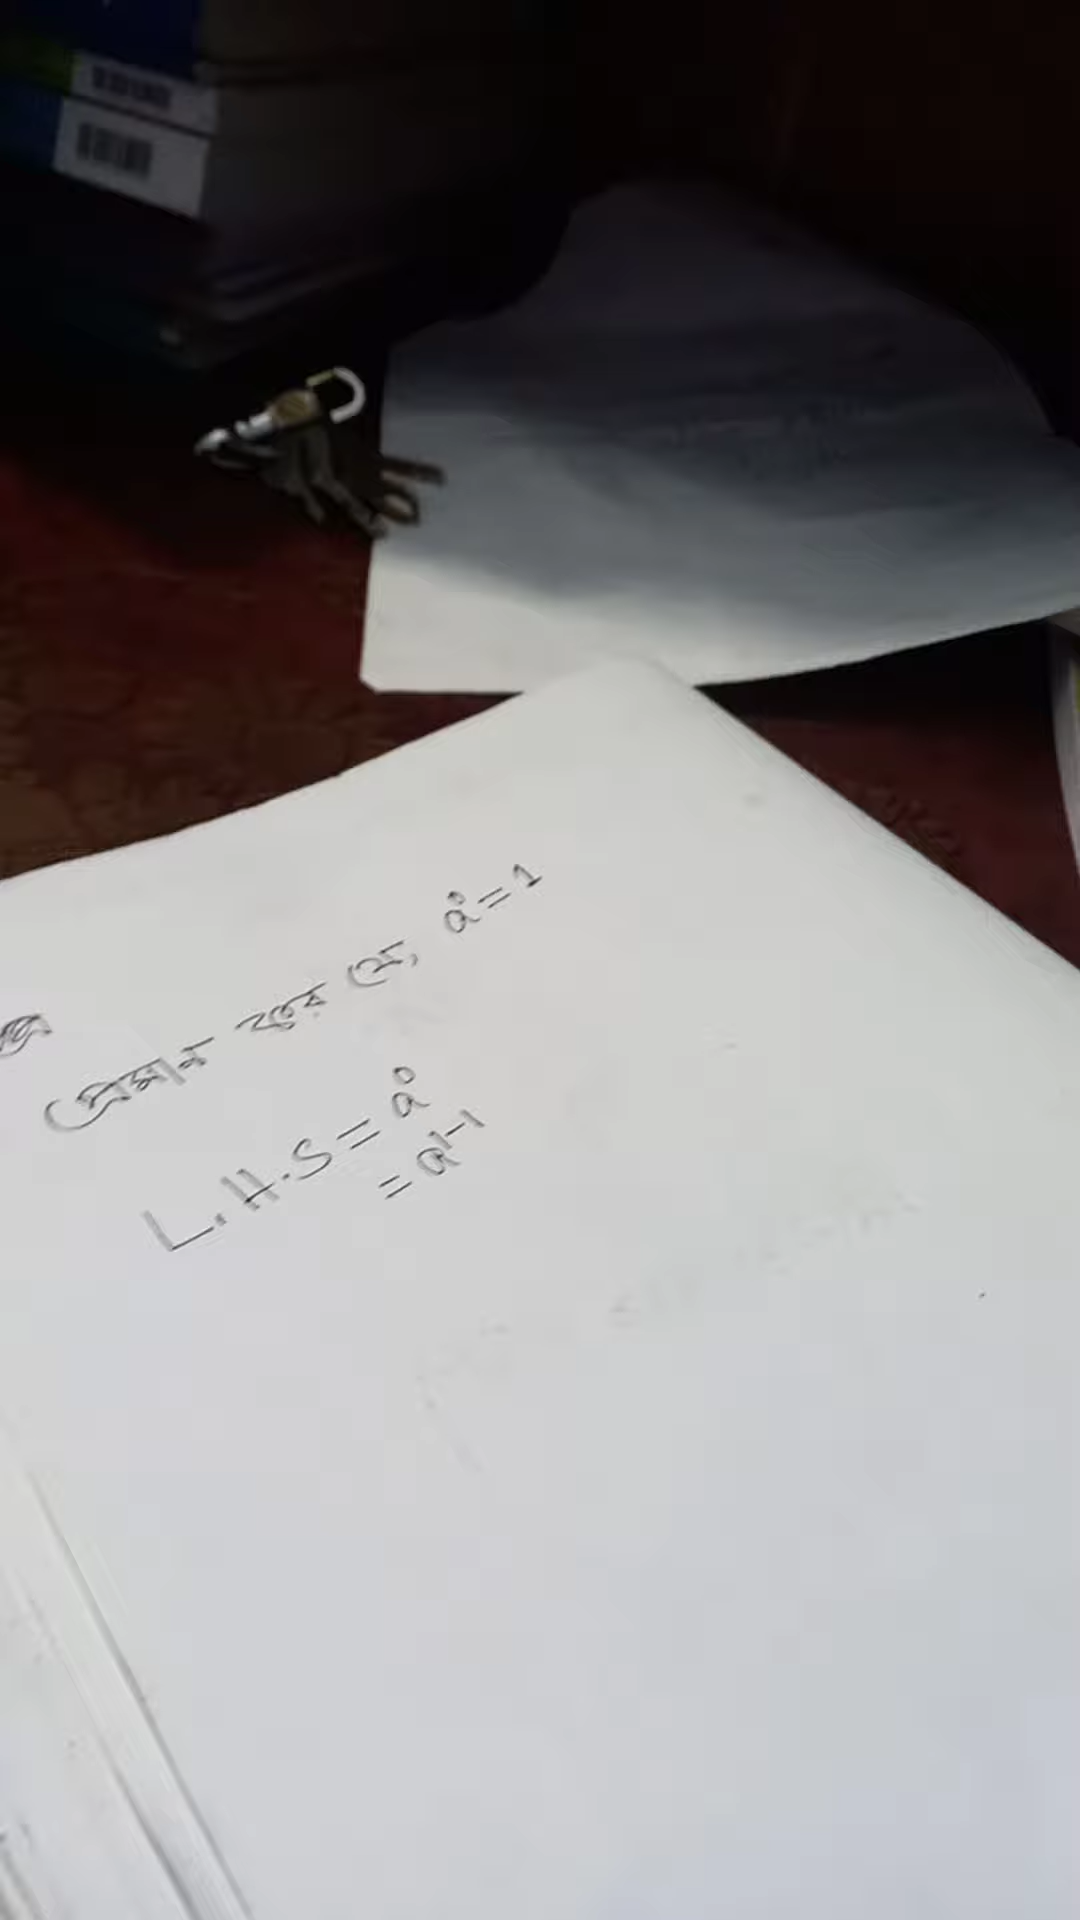 প্রমাণ কর যে, a⁰ = 1
L.H.S = a⁰
= a¹⁻¹